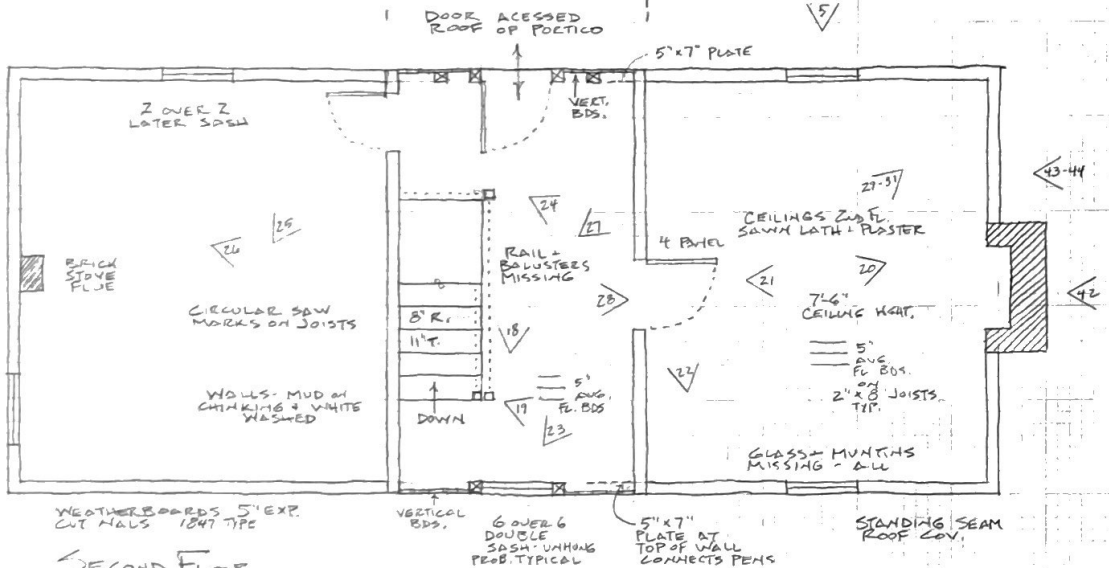 DOOR ACESSED
ROOF OF PORTICO
5
5"x7" PLATE
2 OVER 2
LATER SASH
VERT.
BDS.
43-44
24
27
25
26
CEILINGS 2ND FL.
SAWN LATH + PLASTER
4 PANEL
RAIL +
BALUSTERS
MISSING
BRICK
STOVE
FLUE
21
20
42
28
7'-6"
CEILING HGHT.
CIRCULAR SAW
MARKS ON JOISTS
8" R.
11" T.
18
5"
AVG.
FL. BDS.
ON
2" x 8" JOISTS
TYP.
22
WALLS - MUD ON
CHINKING & WHITE
WASHED
DOWN
5"
AVG.
FL. BDS
19
23
GLASS + MUNTINS
MISSING - ALL
WEATHERBOARDS 5" EXP.
CUT NAILS 1847 TYPE
VERTICAL
BDS.
6 OVER 6
DOUBLE
SASH - UNHUNG
PROB. TYPICAL
5" x 7"
PLATE AT
TOP OF WALL
CONNECTS PENS
STANDING SEAM
ROOF COV.
SECOND FLOOR